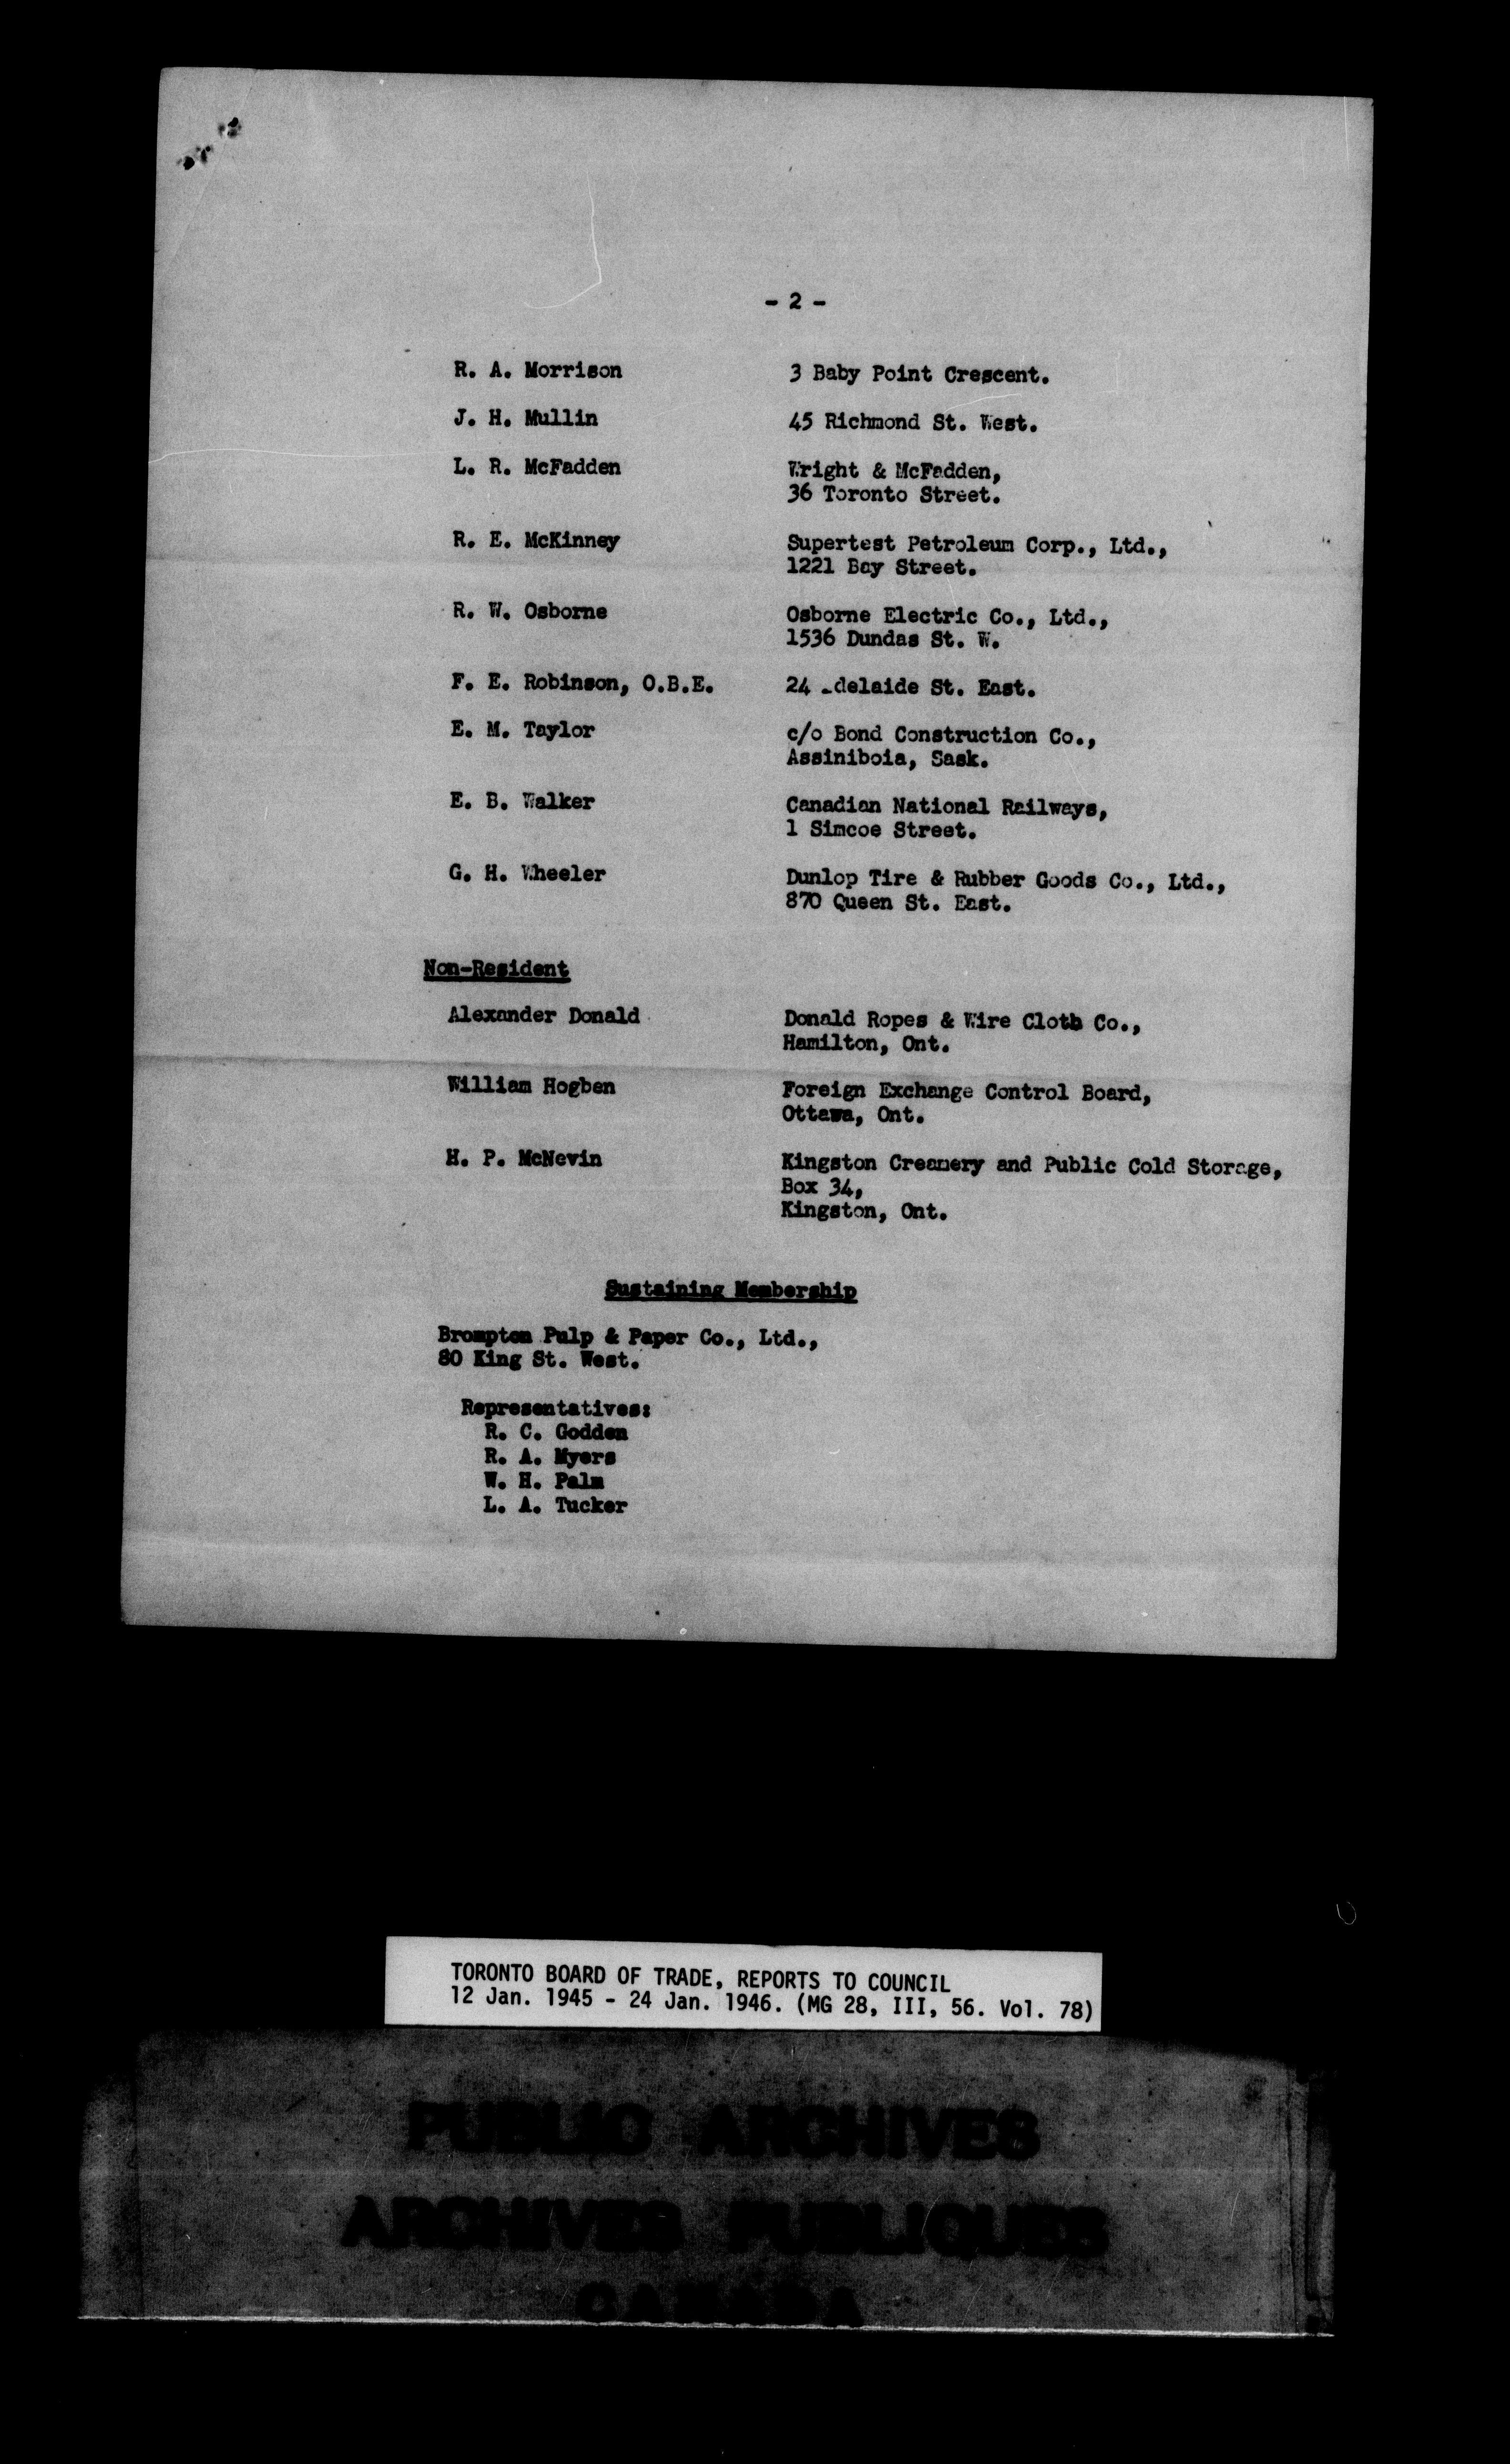 - 2 -
R. A. Morrison 3 Baby Point Crescent.
J. H. Mullin 45 Richmond St. West.
L. R. McFadden Wright & McFadden,
36 Toronto Street.
R. E. McKinney Supertest Petroleum Corp., Ltd.,
1221 Bay Street.
R. W. Osborne Osborne Electric Co., Ltd.,
1536 Dundas St. W.
F. E. Robinson, O.B.E. 24 delaide St. East.
E. M. Taylor c/o Bond Construction Co.,
Assiniboia, Sask.
E. B. Walker Canadian National Railways,
1 Simcoe Street.
G. H. Wheeler Dunlop Tire & Rubber Goods Co., Ltd.,
870 Queen St. East.
Non-Resident
Alexander Donald Donald Ropes & Wire Cloth Co.,
Hamilton, Ont.
William Hogben Foreign Exchange Control Board,
Ottawa, Ont.
H. P. McNevin Kingston Creamery and Public Cold Storage,
Box 34,
Kingston, Ont.
Sustaining Membership
Brompton Pulp & Paper Co., Ltd.,
80 King St. West.
Representatives:
R. C. Godden
R. A. Myers
W. H. Palm
L. A. Tucker
TORONTO BOARD OF TRADE, REPORTS TO COUNCIL
12 Jan. 1945 - 24 Jan. 1946. (MG 28, III, 56. Vol. 78)
PUBLIC ARCHIVES
ARCHIVES PUBLIQUES
CANADA